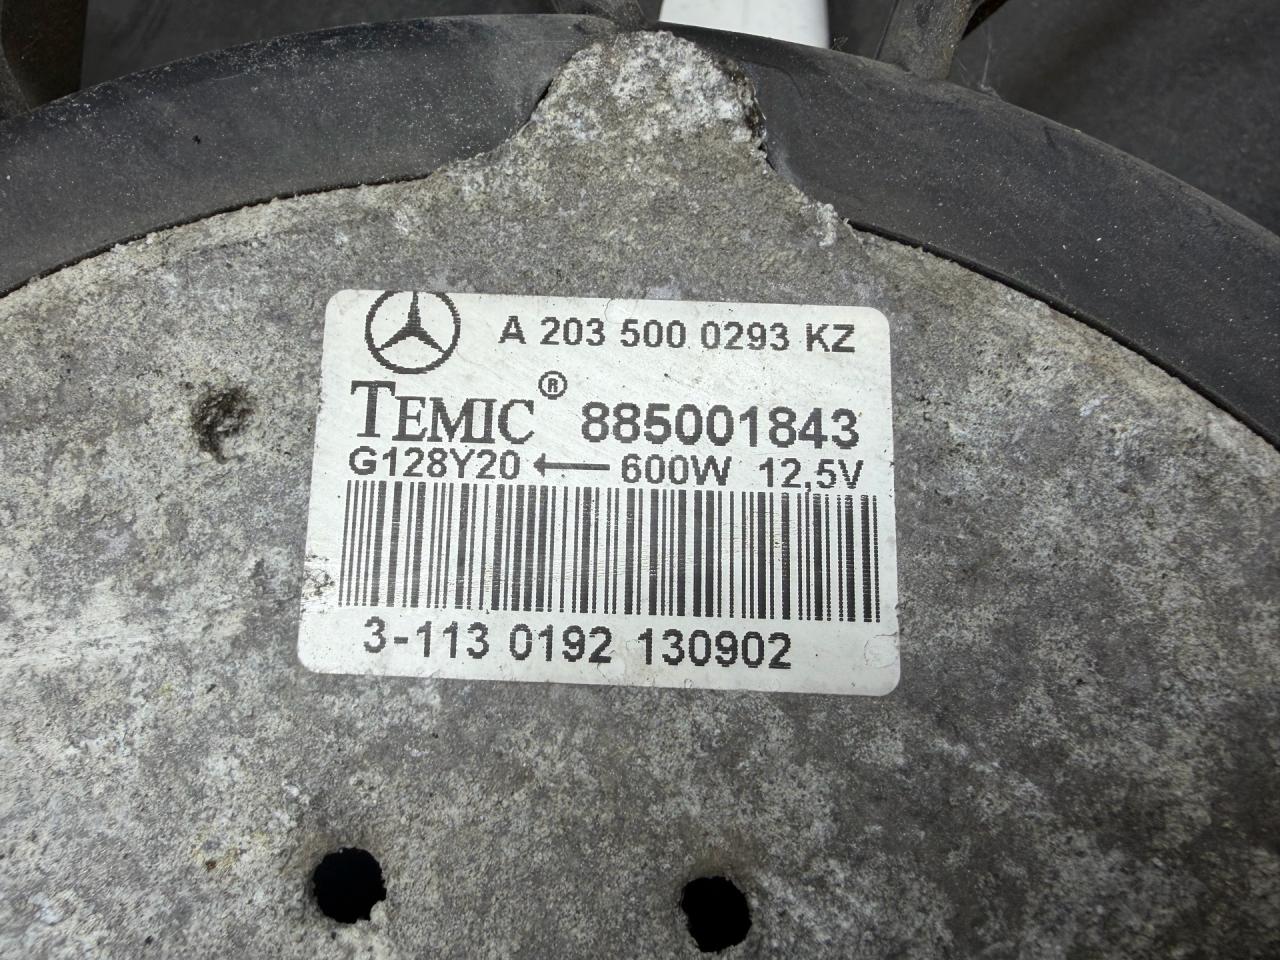 A 203 500 0293 KZ
TEMIC® 885001843
G128Y20 ← 600W 12,5V
3-113 0192 130902